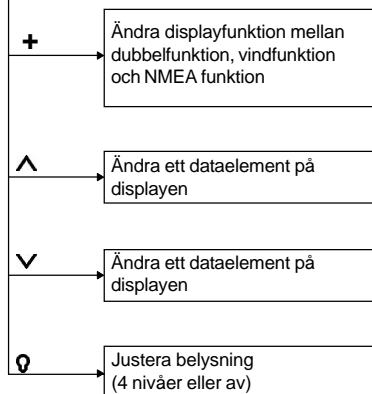 +
Ändra displayfunktion mellan
dubbelfunktion, vindfunktion
och NMEA funktion
Ändra ett dataelement på
displayen
Ändra ett dataelement på
displayen
Justera belysning
(4 nivåer eller av)